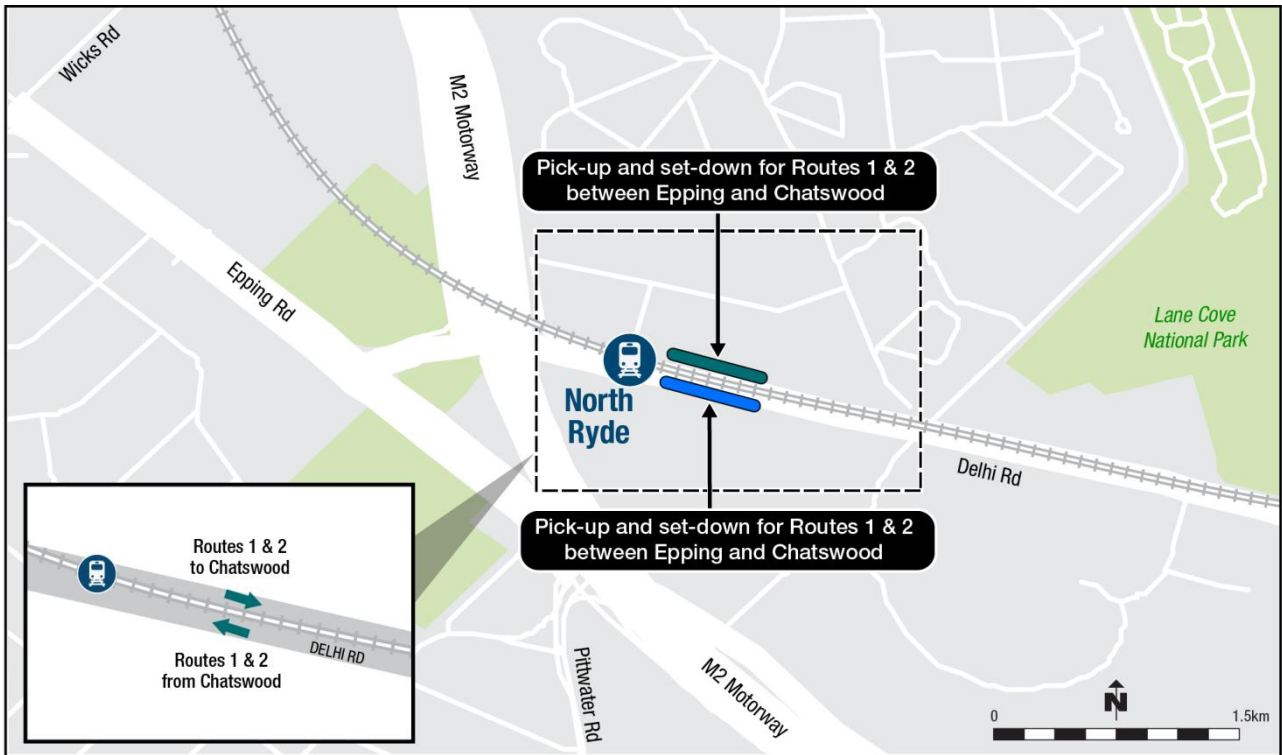 Wicks Rd
M2 Motorway
Pick-up and set-down for Routes 1 & 2
between Epping and Chatswood
Epping Rd
Lane Cove
National Park
North
Ryde
Delhi Rd
Pick-up and set-down for Routes 1 & 2
between Epping and Chatswood
Routes 1 & 2
to Chatswood
DELHI RD
Routes 1 & 2
from Chatswood
Pittwater Rd
M2 Motorway
N
0
1.5km